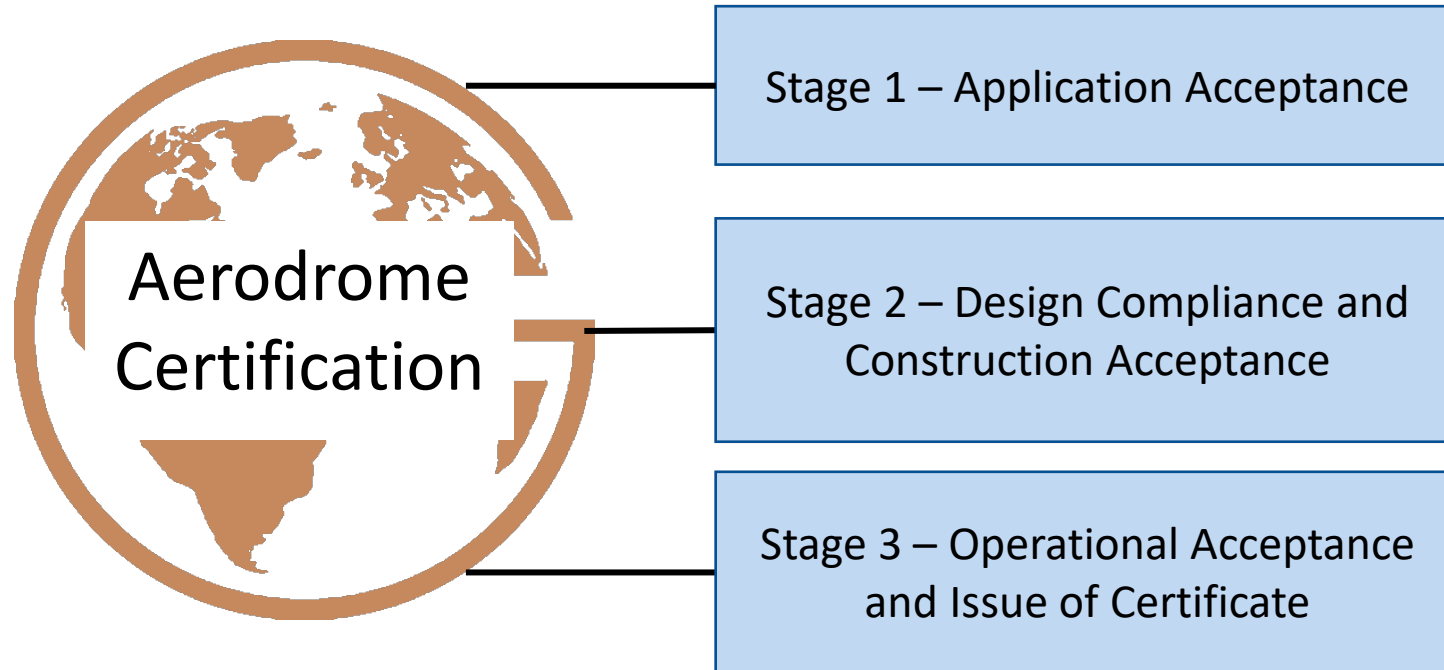 Aerodrome
Certification
Stage 1 – Application Acceptance
Stage 2 – Design Compliance and
Construction Acceptance
Stage 3 – Operational Acceptance
and Issue of Certificate